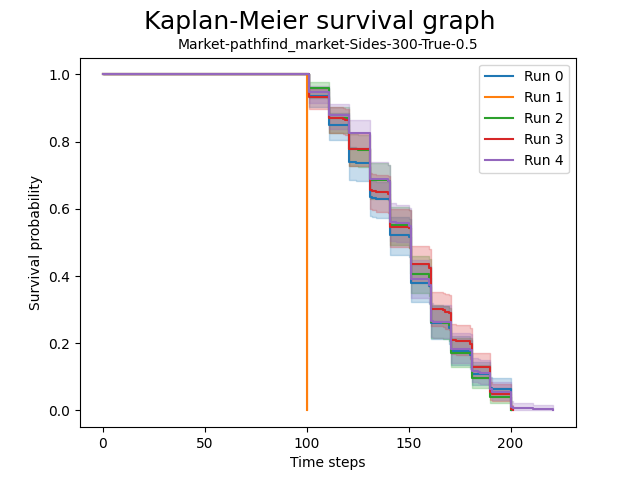 Kaplan-Meier survival graph
Market-pathfind_market-Sides-300-True-0.5
1.0
0.8
0.6
0.4
0.2
0.0
Survival probability
Run 0
Run 1
Run 2
Run 3
Run 4
0
50
100
150
200
Time steps